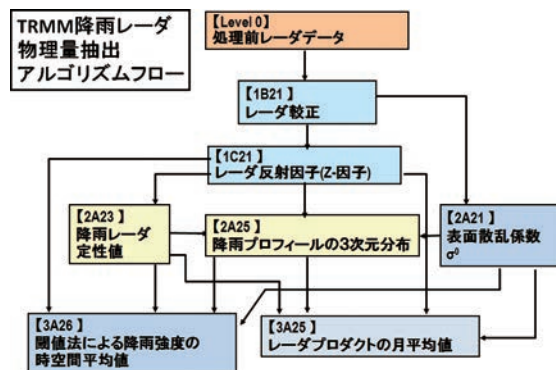 TRMM降雨レーダ
物理量抽出
アルゴリズムフロー
【Level 0】
処理前レーダデータ
【1B21 】
レーダ較正
【1C21 】
レーダ反射因子(Z-因子)
【2A23 】
降雨レーダ
定性値
【2A25 】
降雨プロフィールの3次元分布
【2A21 】
表面散乱係数
σ⁰
【3A26 】
閾値法による降雨強度の
時空間平均値
【3A25 】
レーダプロダクトの月平均値